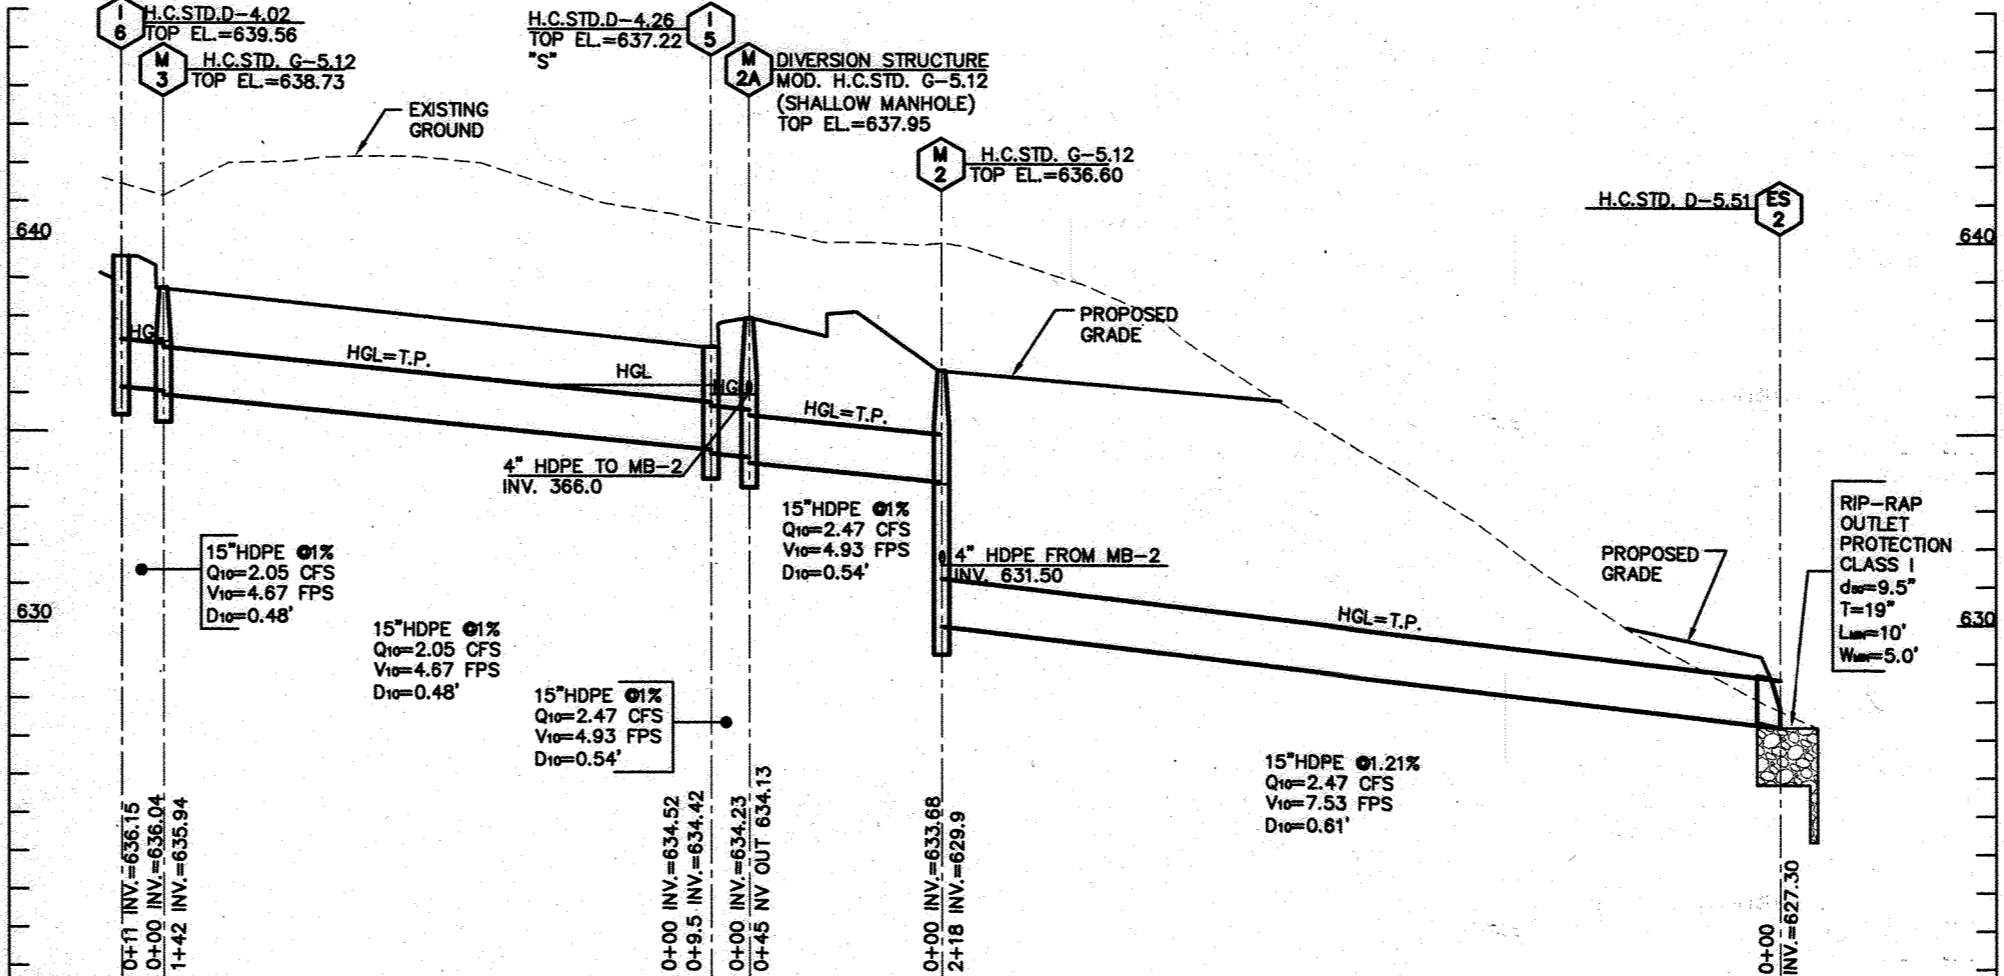 I
6
H.C.STD.D-4.02
TOP EL.=639.56
M
3
H.C.STD. G-5.12
TOP EL.=638.73
H.C.STD.D-4.26
TOP EL.=637.22
"S"
I
5
M
2A
DIVERSION STRUCTURE
MOD. H.C.STD. G-5.12
(SHALLOW MANHOLE)
TOP EL.=637.95
M
2
H.C.STD. G-5.12
TOP EL.=636.60
H.C.STD. D-5.51
ES
2
EXISTING
GROUND
640
640
PROPOSED
GRADE
HG
HGL=T.P.
HGL
HGL
HGL=T.P.
4" HDPE TO MB-2
INV. 366.0
15"HDPE @1%
Q10=2.47 CFS
V10=4.93 FPS
D10=0.54'
4" HDPE FROM MB-2
INV. 631.50
15"HDPE @1%
Q10=2.05 CFS
V10=4.67 FPS
D10=0.48'
630
630
15"HDPE @1%
Q10=2.05 CFS
V10=4.67 FPS
D10=0.48'
15"HDPE @1%
Q10=2.47 CFS
V10=4.93 FPS
D10=0.54'
HGL=T.P.
PROPOSED
GRADE
RIP-RAP
OUTLET
PROTECTION
CLASS I
d50=9.5"
T=19"
LMIN=10'
WMIN=5.0'
15"HDPE @1.21%
Q10=2.47 CFS
V10=7.53 FPS
D10=0.61'
0+11 INV.=636.15
0+00 INV.=636.04
1+42 INV.=635.94
0+00 INV.=634.52
0+9.5 INV.=634.42
0+00 INV.=634.23
0+45 NV OUT 634.13
0+00 INV.=633.68
2+18 INV.=629.9
0+00
INV.=627.30